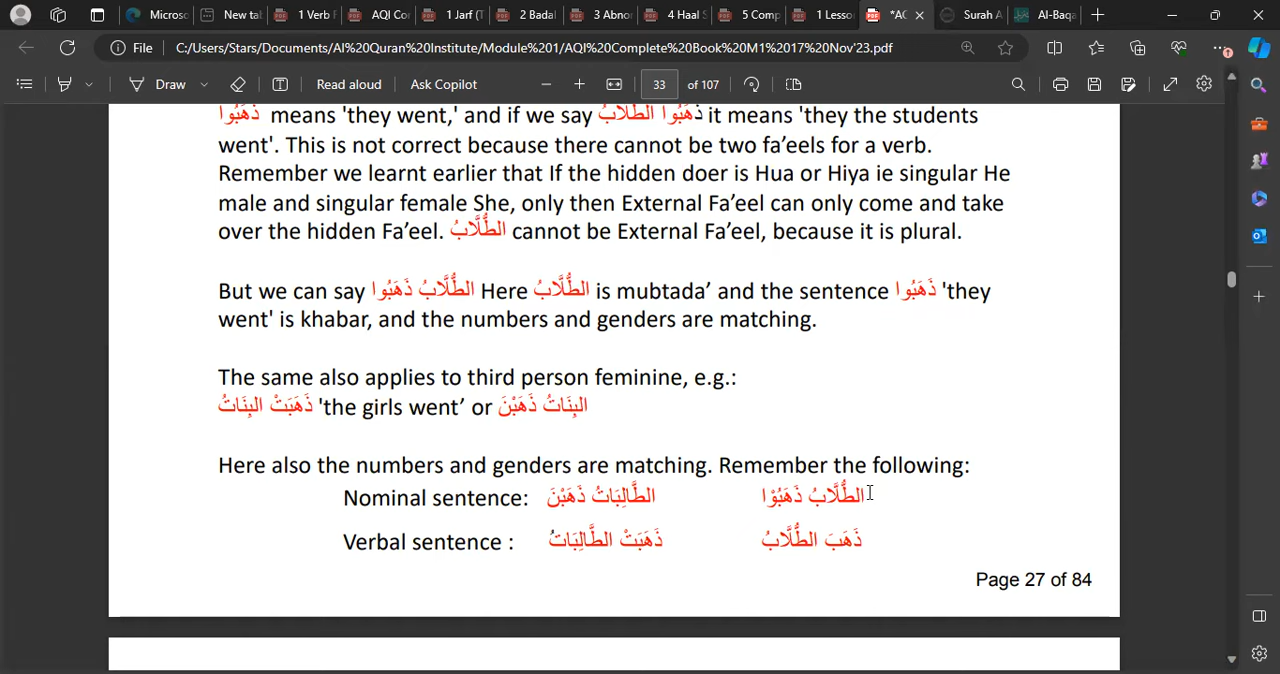 Microso
New ta
1 Verb F
AQI Co
1 Jarf (T
2 Badal
3 Abnor
4 Haal S
5 Comp
1 Lesso
*AC
Surah A
Al-Baqa
File C:/Users/Stars/Documents/Al%20Quran%20Institute/Module%201/AQI%20Complete%20Book%20M1%202017%20Nov'23.pdf
Draw Read aloud Ask Copilot 33 of 107
ذَهَبُوا means 'they went,' and if we say ذَهَبُوا الطُّلَّابُ it means 'they the students
went'. This is not correct because there cannot be two fa’eels for a verb.
Remember we learnt earlier that If the hidden doer is Hua or Hiya ie singular He
male and singular female She, only then External Fa’eel can only come and take
over the hidden Fa’eel. الطُّلَّابُ cannot be External Fa’eel, because it is plural.
But we can say الطُّلَّابُ ذَهَبُوا Here الطُّلَّابُ is mubtada’ and the sentence ذَهَبُوا 'they
went' is khabar, and the numbers and genders are matching.
The same also applies to third person feminine, e.g.:
ذَهَبَتْ البِنَاتُ 'the girls went’ or البِنَاتُ ذَهَبْنَ
Here also the numbers and genders are matching. Remember the following:
Nominal sentence: الطَّالِبَاتُ ذَهَبْنَ الطُّلَّابُ ذَهَبُوْا
Verbal sentence : ذَهَبَتْ الطَّالِبَاتُ ذَهَبَ الطُّلَّابُ
Page 27 of 84